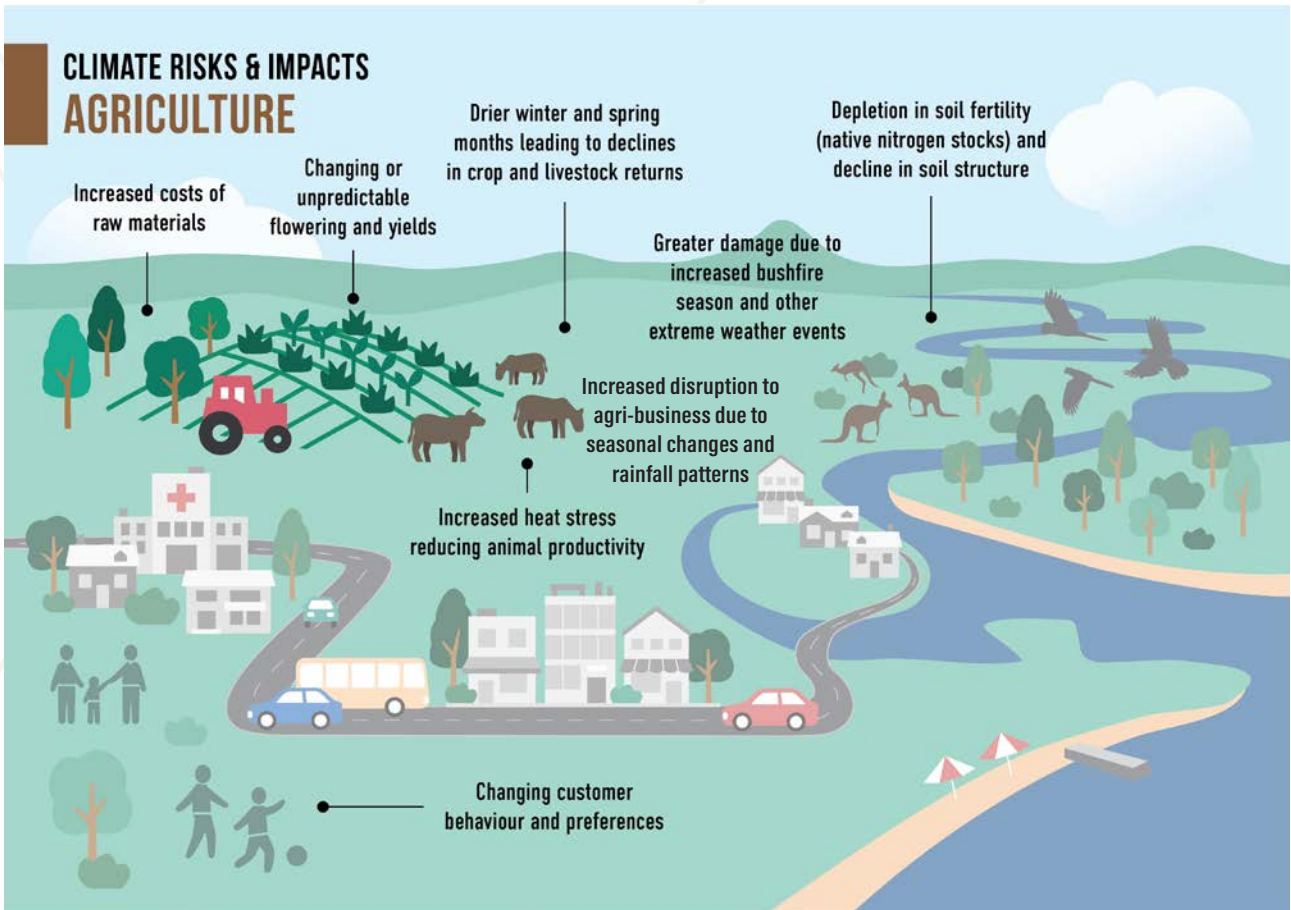 CLIMATE RISKS & IMPACTS
AGRICULTURE
Increased costs of
raw materials
Changing or
unpredictable
flowering and yields
Drier winter and spring
months leading to declines
in crop and livestock returns
Depletion in soil fertility
(native nitrogen stocks) and
decline in soil structure
Greater damage due to
increased bushfire
season and other
extreme weather events
Increased disruption to
agri-business due to
seasonal changes and
rainfall patterns
Increased heat stress
reducing animal productivity
Changing customer
behaviour and preferences